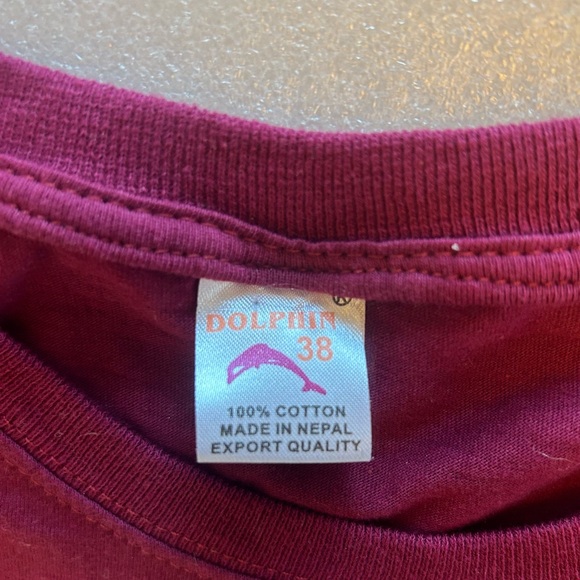 ®
DOLPHIN
38
100% COTTON
MADE IN NEPAL
EXPORT QUALITY